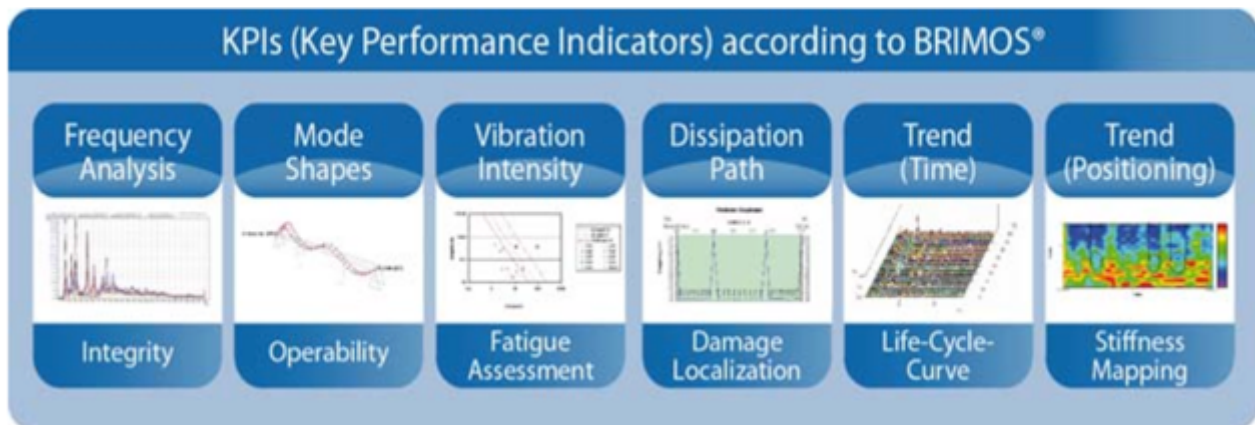 KPIs (Key Performance Indicators) according to BRIMOS®
Frequency
Analysis
Mode
Shapes
Vibration
Intensity
Dissipation
Path
Trend
(Time)
Trend
(Positioning)
Integrity
Operability
Fatigue
Assessment
Damage
Localization
Life-Cycle-
Curve
Stiffness
Mapping